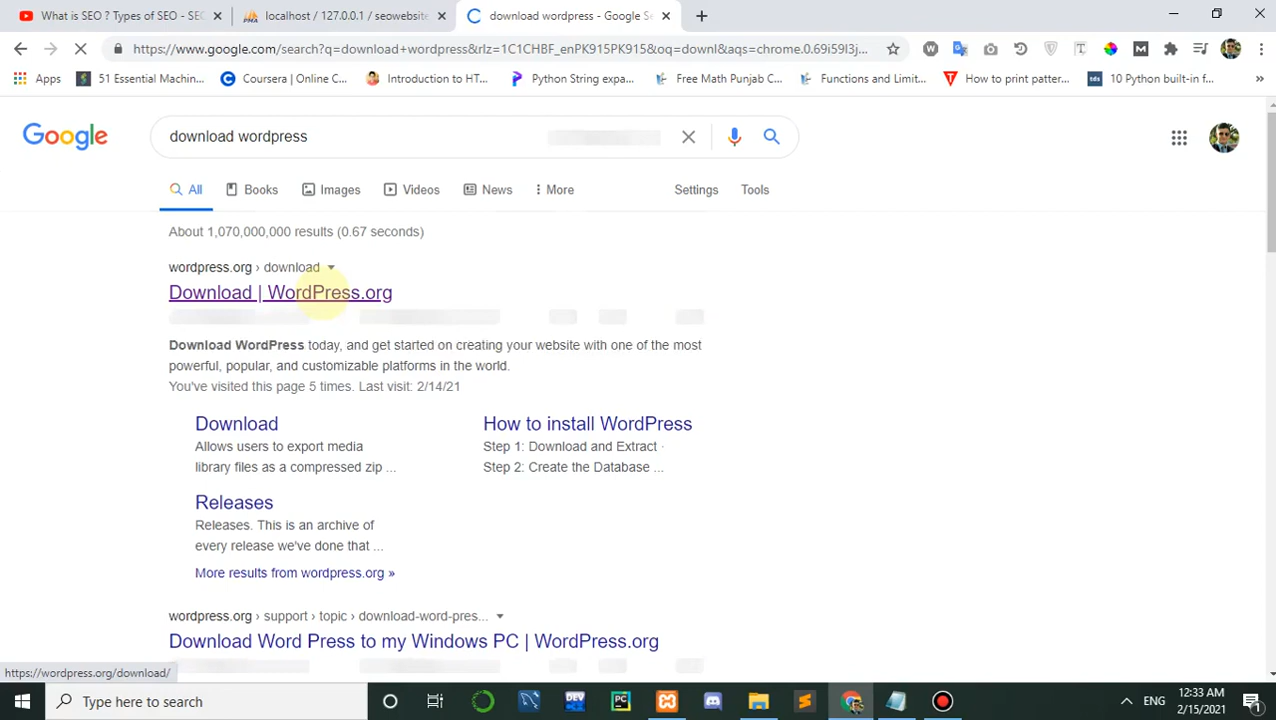 What is SEO ? Types of SEO - SEO
localhost / 127.0.0.1 / seowebsite
download wordpress - Google Se
https://www.google.com/search?q=download+wordpress&rlz=1C1CHBF_enPK915PK915&oq=downl&aqs=chrome.0.69i59l3j...
Apps
51 Essential Machin...
Coursera | Online C...
Introduction to HT...
Python String expa...
Free Math Punjab C...
Functions and Limit...
How to print patter...
tds
10 Python built-in f...
»
Google
download wordpress
All
Books
Images
Videos
News
More
Settings
Tools
About 1,070,000,000 results (0.67 seconds)
wordpress.org › download
Download | WordPress.org
Download WordPress today, and get started on creating your website with one of the most
powerful, popular, and customizable platforms in the world.
You've visited this page 5 times. Last visit: 2/14/21
Download
Allows users to export media
library files as a compressed zip ...
How to install WordPress
Step 1: Download and Extract ·
Step 2: Create the Database ...
Releases
Releases. This is an archive of
every release we've done that ...
More results from wordpress.org »
wordpress.org › support › topic › download-word-pres...
Download Word Press to my Windows PC | WordPress.org
https://wordpress.org/download/
Type here to search
DEV
PC
ENG
12:33 AM
2/15/2021
1